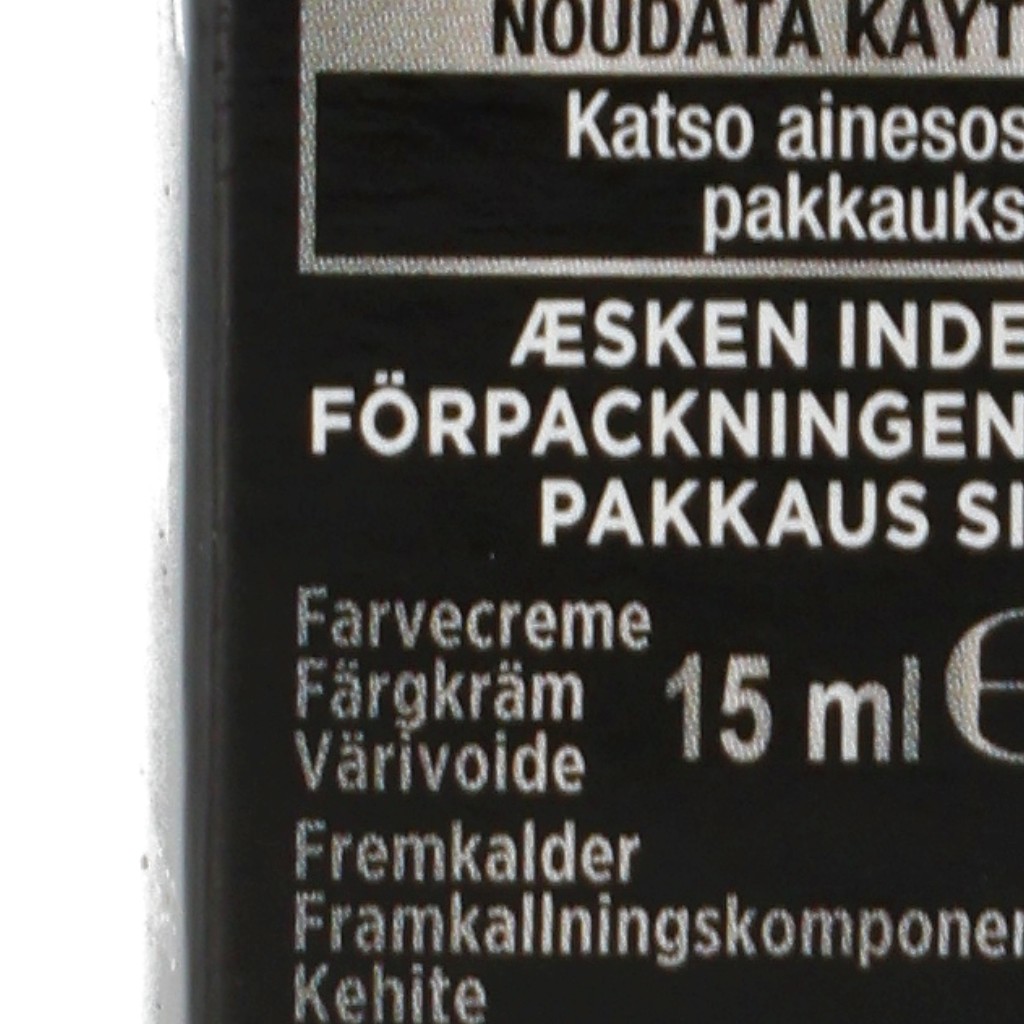 NOUDATA KÄYT
Katso ainesos
pakkauks
ÆSKEN INDE
FÖRPACKNINGEN
PAKKAUS SI
Farvecreme
Färgkräm
Värivoide
15 ml ℮
Fremkalder
Framkallningskomponen
Kehite